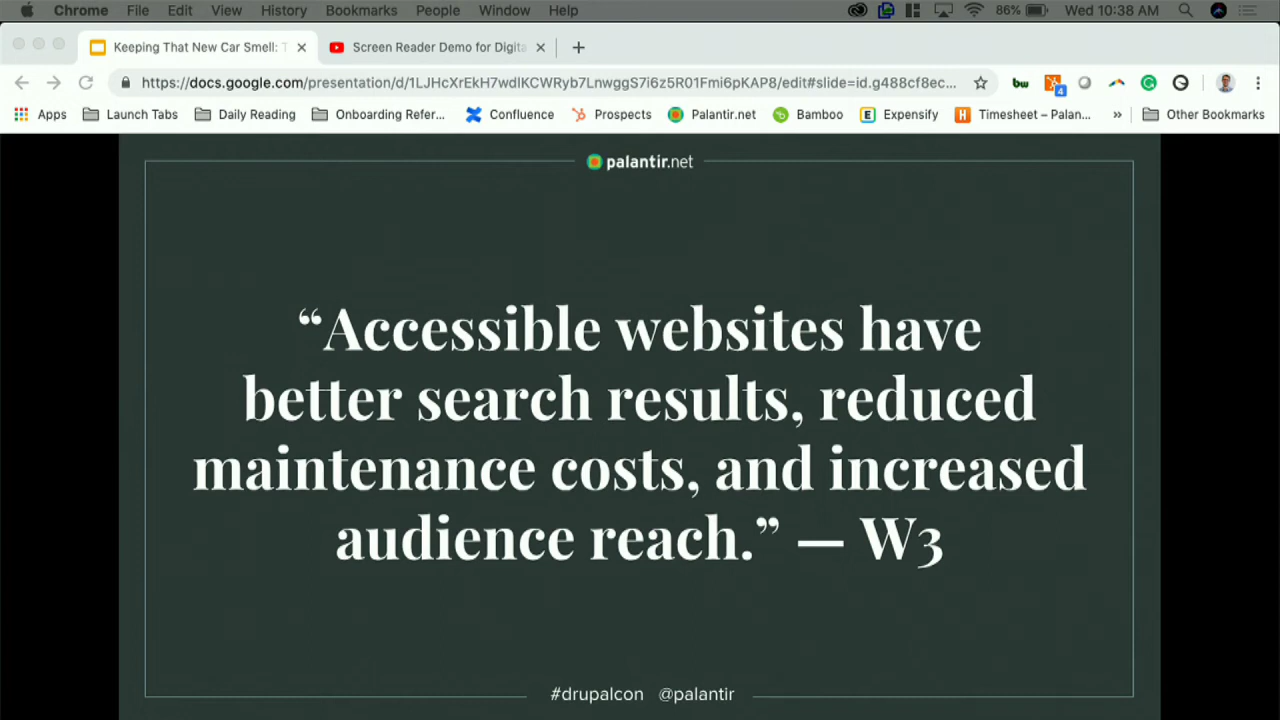 Chrome File Edit View History Bookmarks People Window Help 86% Wed 10:38 AM
Keeping That New Car Smell: T Screen Reader Demo for Digita
https://docs.google.com/presentation/d/1LJHcXrEkH7wdlKCWRyb7LnwggS7i6z5R01Fmi6pKAP8/edit#slide=id.g488cf8ec... bw 4
Apps Launch Tabs Daily Reading Onboarding Refer... Confluence Prospects Palantir.net Bamboo E Expensify H Timesheet – Palan... » Other Bookmarks
palantir.net
“Accessible websites have
better search results, reduced
maintenance costs, and increased
audience reach.” — W3
#drupalcon @palantir